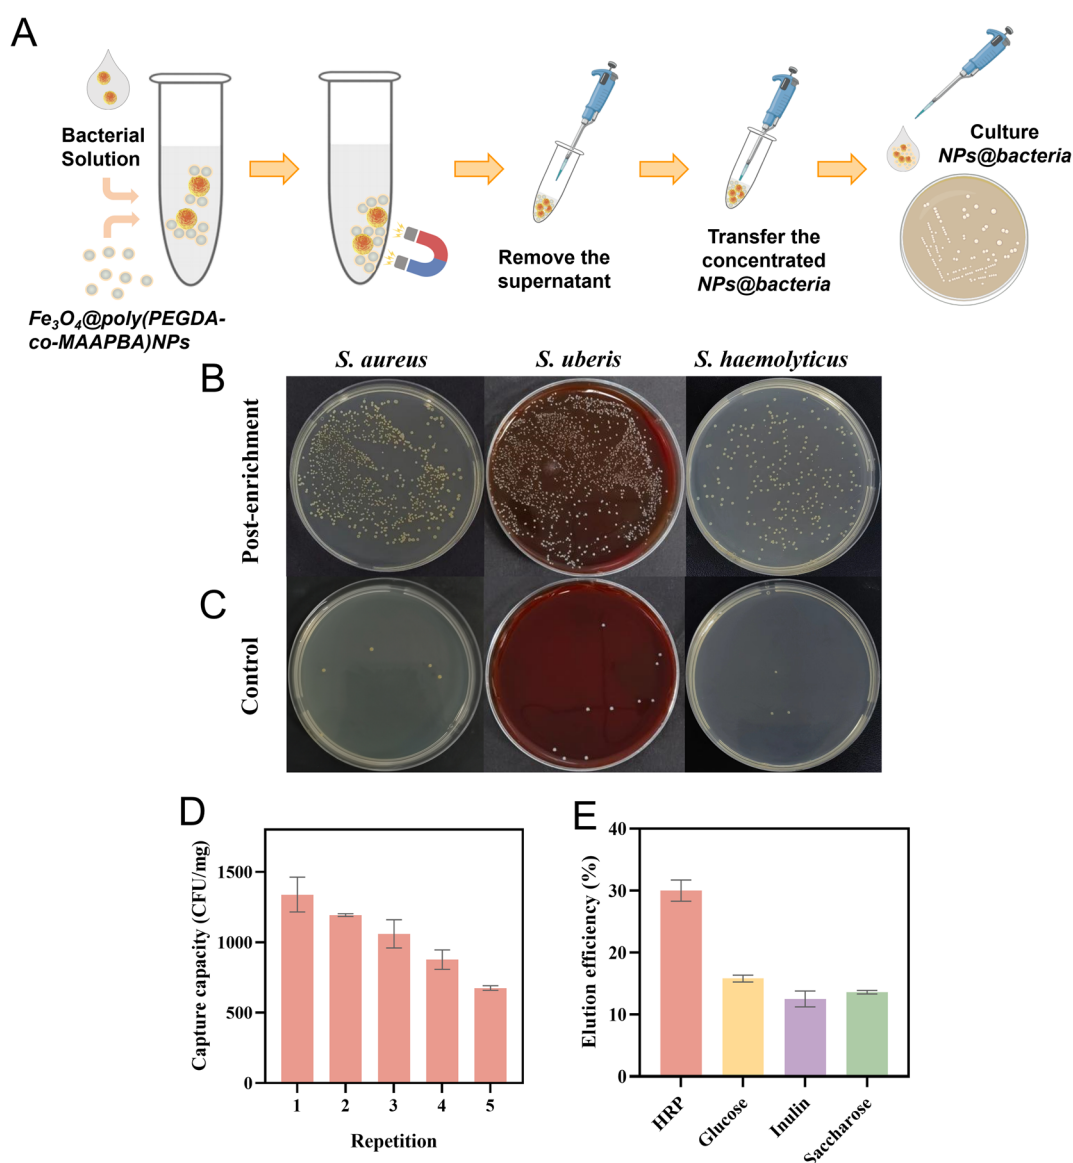 A
Bacterial
Solution
Fe₃O₄@poly(PEGDA-
co-MAAPBA)NPs
Remove the
supernatant
Transfer the
concentrated
NPs@bacteria
Culture
NPs@bacteria
B
S. aureus
S. uberis
S. haemolyticus
Post-enrichment
C
Control
D
Capture capacity (CFU/mg)
1500
1000
500
0
1 2 3 4 5
Repetition
E
Elution efficiency (%)
40
30
20
10
0
HRP
Glucose
Inulin
Saccharose